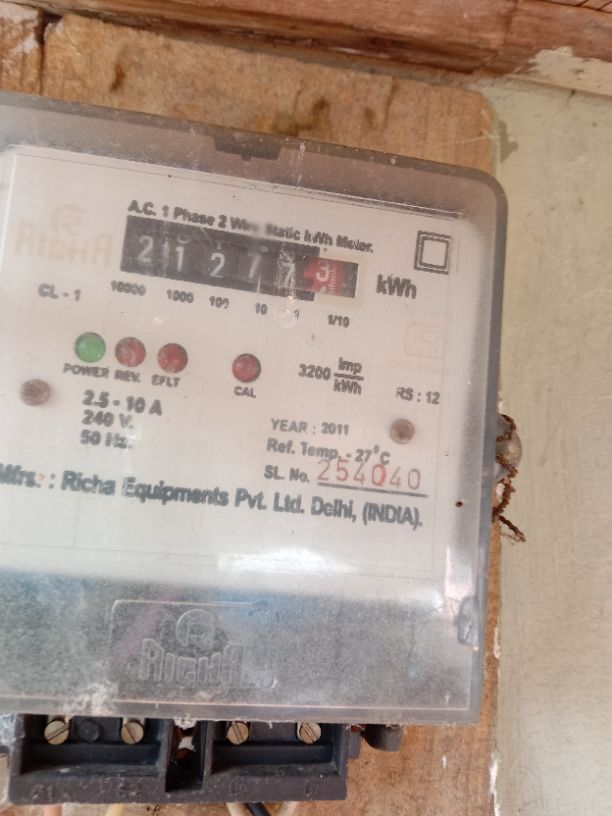 A.C. 1 Phase 2 Wire Static kWh Meter.
RICHA
2 1 2 7 7 3 kWh
CL - 1 10000 1000 100 10 1 1/10
POWER REV. EFLT CAL
3200 Imp/kWh
RS : 12
2.5 - 10 A
240 V.
50 Hz.
YEAR : 2011
Ref. Temp. - 27°C
SL. No. 254040
Mfrs. : Richa Equipments Pvt. Ltd. Delhi, (INDIA).
RICHA